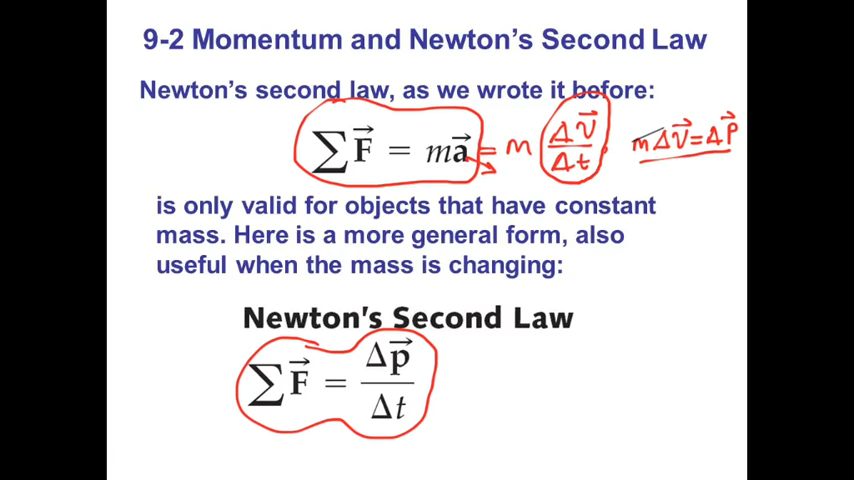 9-2 Momentum and Newton's Second Law
Newton's second law, as we wrote it before:
∑F⃗ = ma⃗ = m Δv⃗/Δt mΔv⃗=Δp⃗
is only valid for objects that have constant
mass. Here is a more general form, also
useful when the mass is changing:
Newton's Second Law
∑F⃗ = Δp⃗/Δt